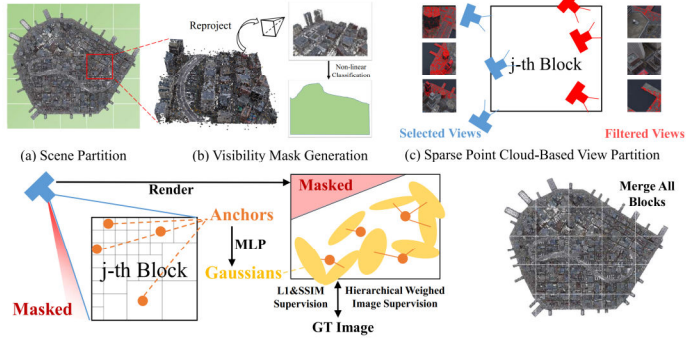 Reproject
Non-linear
Classification
j-th Block
Selected Views
Filtered Views
(a) Scene Partition
(b) Visibility Mask Generation
(c) Sparse Point Cloud-Based View Partition
Render
Masked
Anchors
MLP
Gaussians
j-th Block
Masked
L1&SSIM
Supervision
Hierarchical Weighed
Image Supervision
GT Image
Merge All
Blocks